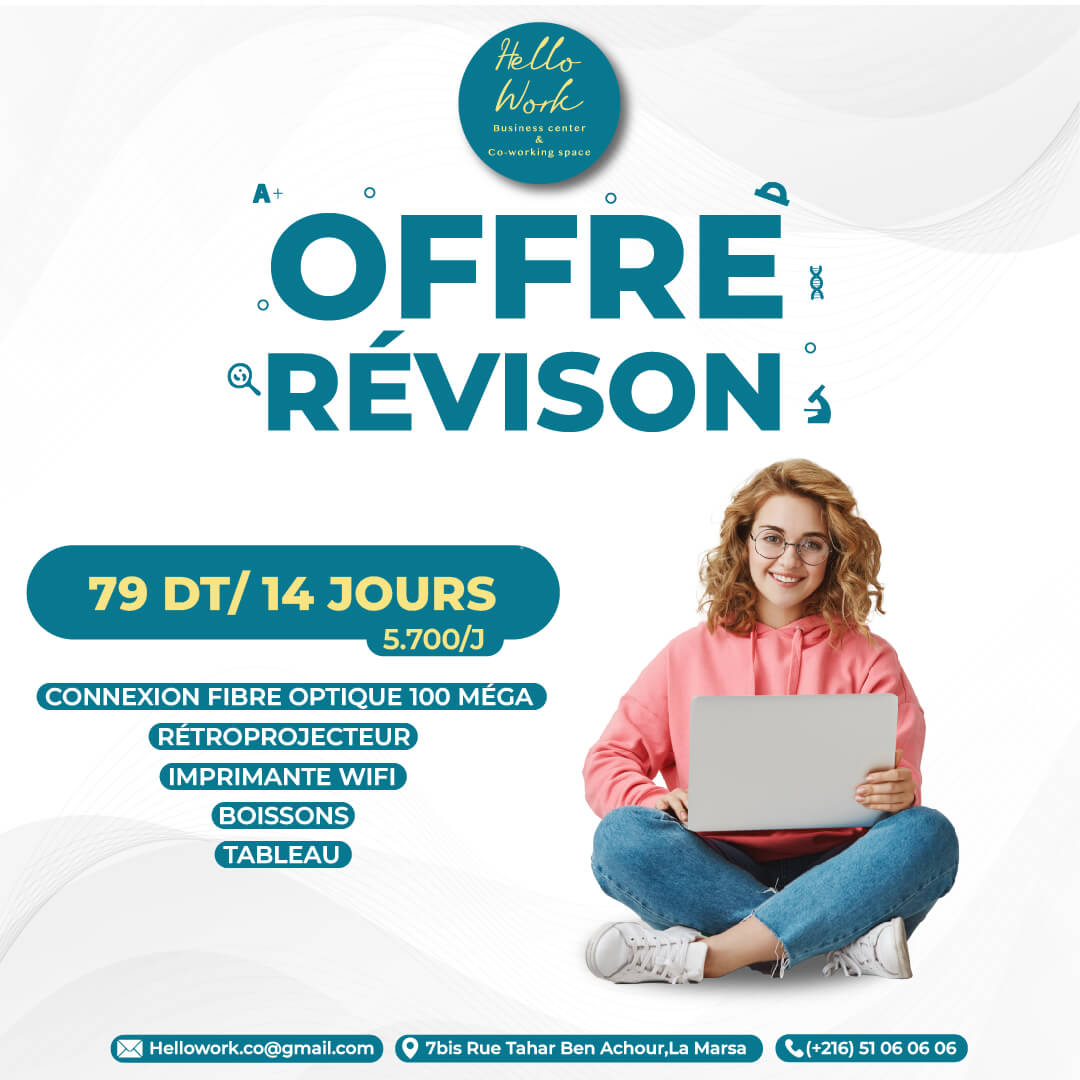 Hello
Work
Business center
&
Co-working space
A+
OFFRE
RÉVISON
79 DT/ 14 JOURS
5.700/J
CONNEXION FIBRE OPTIQUE 100 MÉGA
RÉTROPROJECTEUR
IMPRIMANTE WIFI
BOISSONS
TABLEAU
Hellowork.co@gmail.com
7bis Rue Tahar Ben Achour,La Marsa
(+216) 51 06 06 06